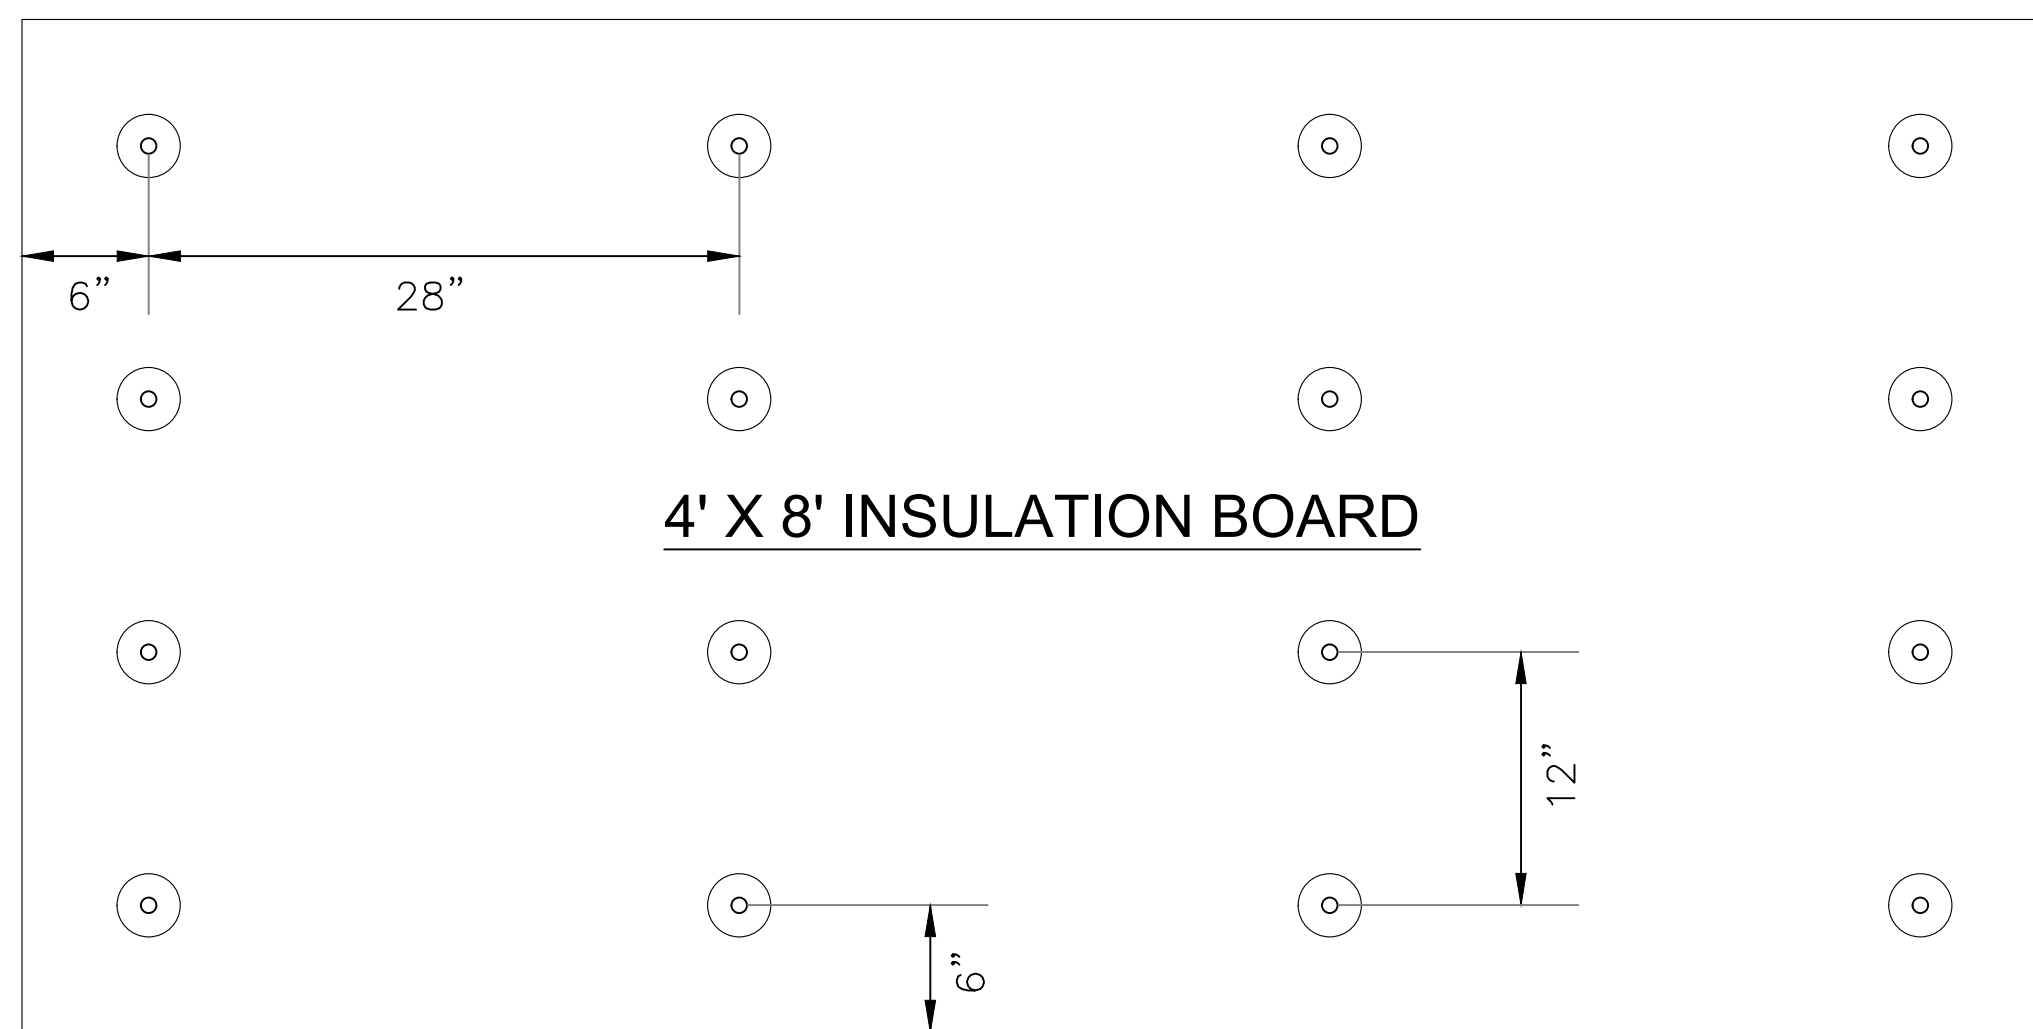 6”
28”
4' X 8' INSULATION BOARD
12”
6”